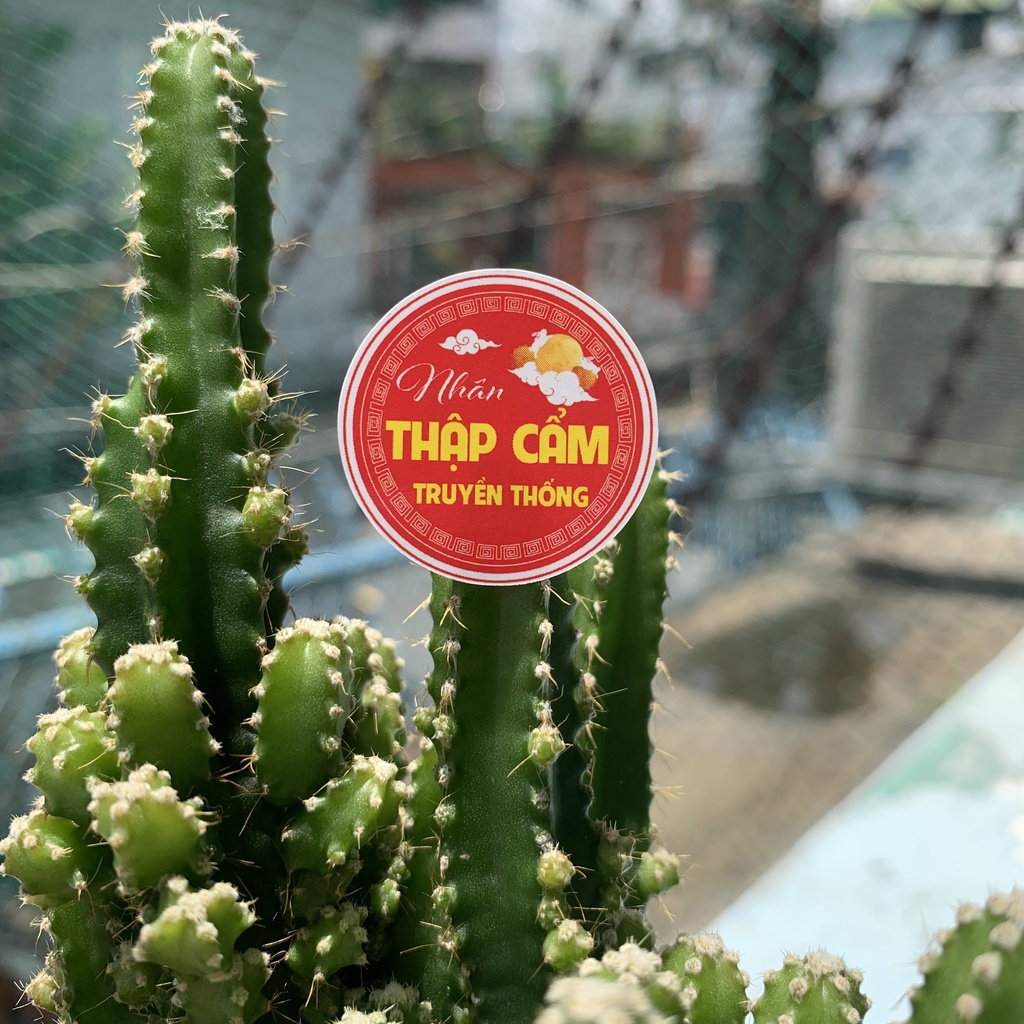 Nhân
THẬP CẨM
TRUYỀN THỐNG